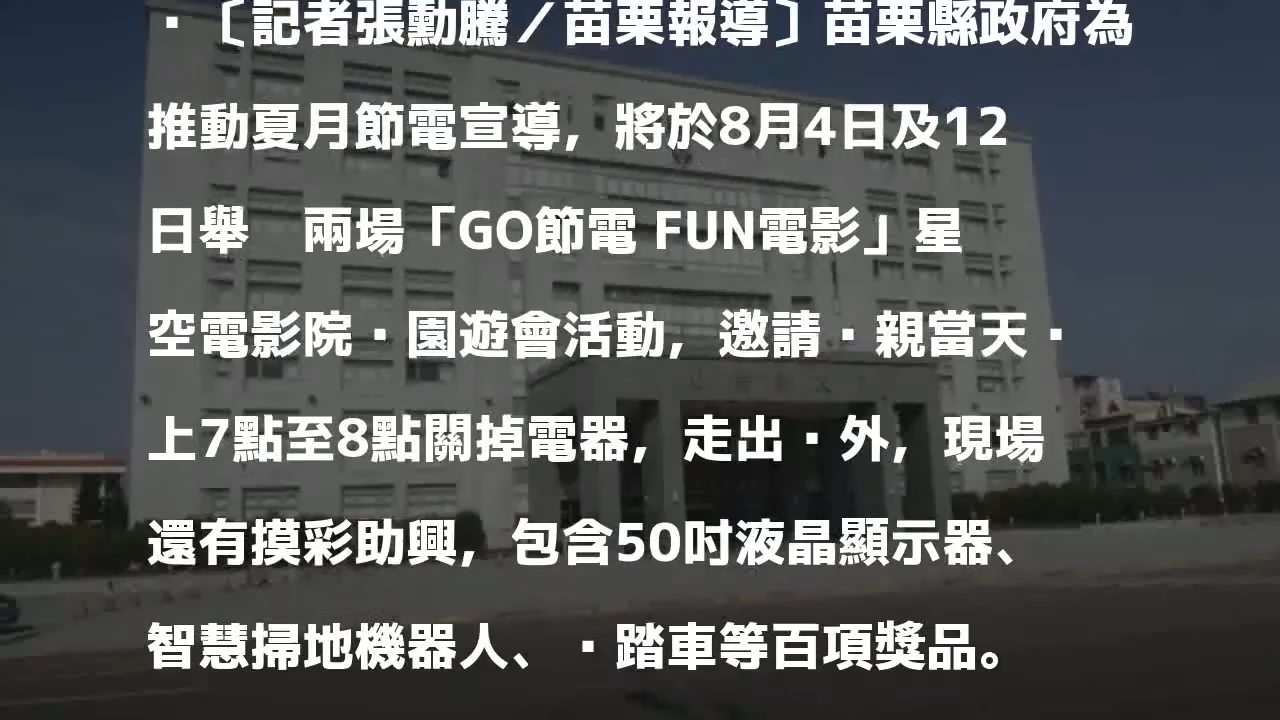 ▪〔記者張勳騰／苗栗報導〕苗栗縣政府為
推動夏月節電宣導，將於8月4日及12
日舉　兩場「GO節電 FUN電影」星
空電影院▪園遊會活動，邀請▪親當天▪
上7點至8點關掉電器，走出▪外，現場
還有摸彩助興，包含50吋液晶顯示器、
智慧掃地機器人、▪踏車等百項獎品。